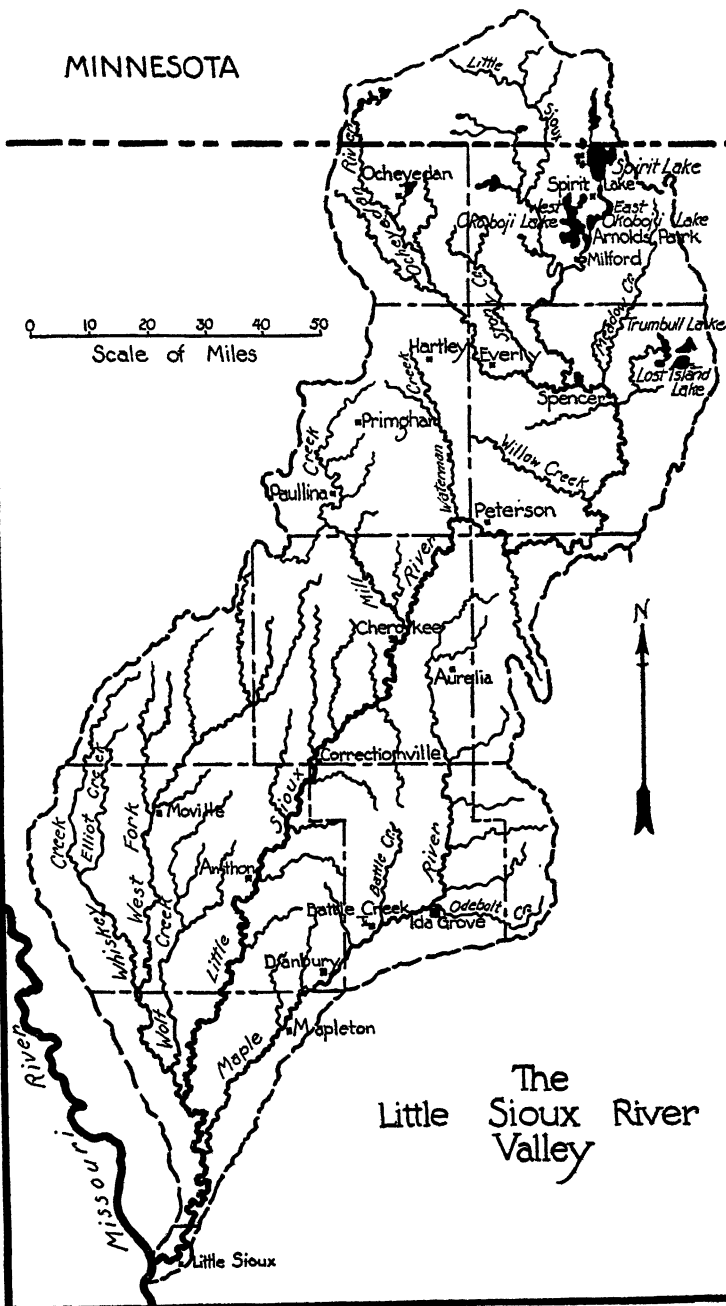 MINNESOTA
Little
Sioux
River
Ocheyedan
Spirit Lake
Spirit Lake
West
Okoboji Lake
East
Okoboji Lake
Arnolds Park
Milford
Ocheyedan
Ocheyedan
Stony Cr.
Meadow Cr.
Trumbull Lake
Lost Island
Lake
0 10 20 30 40 50
Scale of Miles
Hartley
Everly
Spencer
Creek
Waterman
Primghar
Creek
Mill
Paullina
Willow Creek
Peterson
River
Cherokee
Aurelia
N
Correctionville
Sioux
Little
Creek
Whiskey
Elliot Creek
Fork
West
Moville
Anthon
Creek
Wolf
Battle Cr.
River
Maple
Battle Creek
Ida Grove
Odebolt Cr.
Danbury
Mapleton
River
Missouri
The
Little Sioux River
Valley
Little Sioux